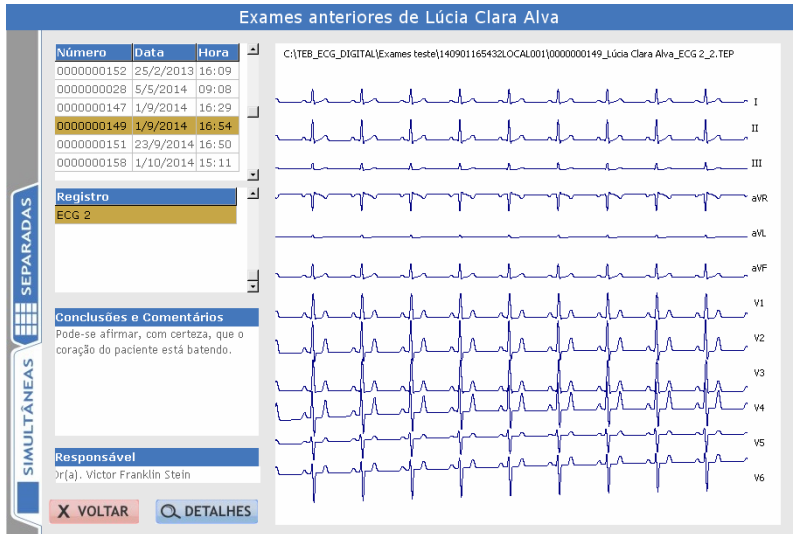 Exames anteriores de Lúcia Clara Alva
Número Data Hora
0000000152 25/2/2013 16:09
0000000028 5/5/2014 09:08
0000000147 1/9/2014 16:29
0000000149 1/9/2014 16:54
0000000151 23/9/2014 16:50
0000000158 1/10/2014 15:11
Registro
ECG 2
Conclusões e Comentários
Pode-se afirmar, com certeza, que o
coração do paciente está batendo.
Responsável
Dr(a). Victor Franklin Stein
X VOLTAR
DETALHES
SEPARADAS
SIMULTÂNEAS
C:\TEB_ECG_DIGITAL\Exames teste\140901165432LOCAL001\0000000149_Lúcia Clara Alva_ECG 2_2.TEP
I
II
III
aVR
aVL
aVF
V1
V2
V3
V4
V5
V6